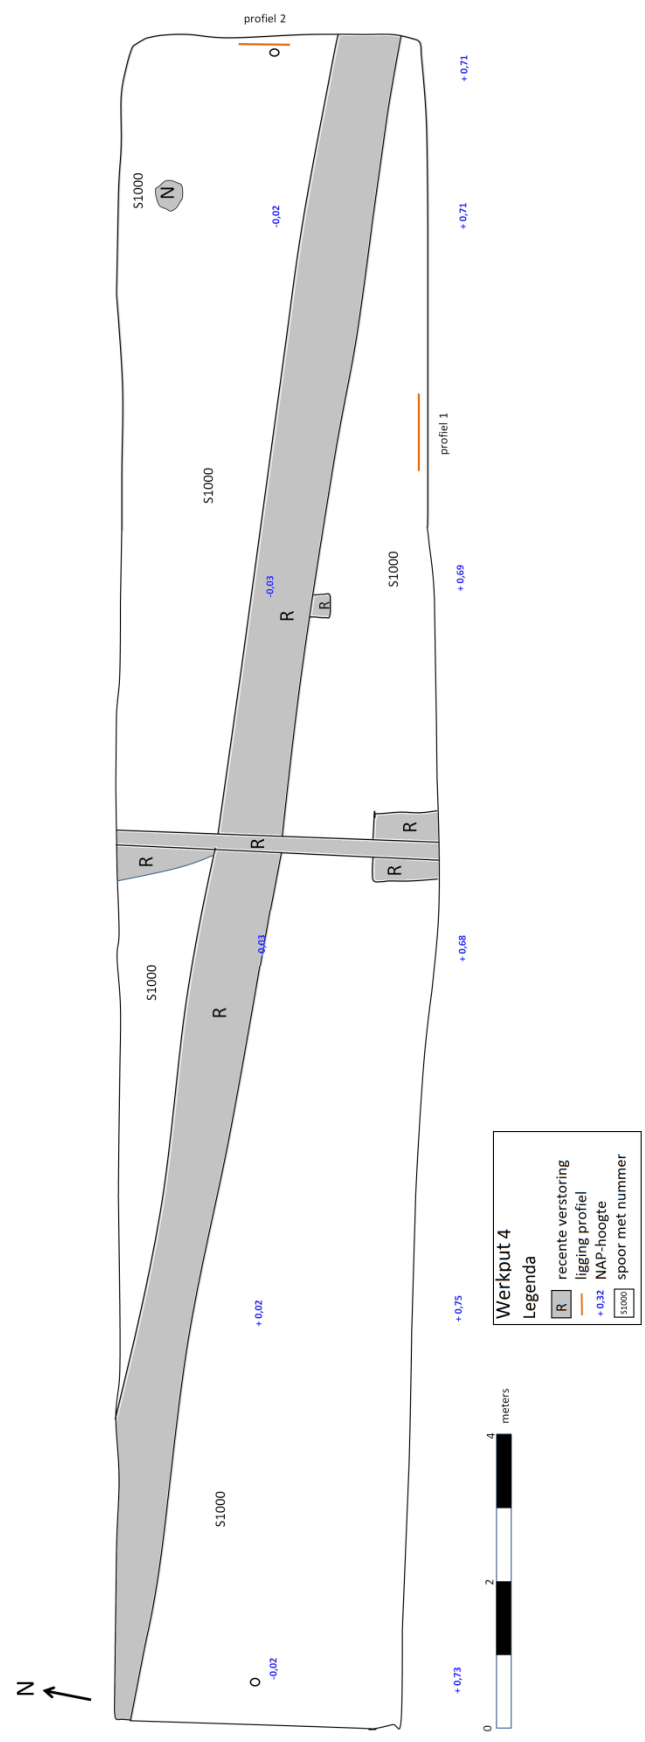 profiel 2
O
+ 0,71
S1000
N
-0,02
+ 0,71
profiel 1
S1000
S1000
-0,03
+ 0,69
R
R
R
R
R
R
S1000
0,03
+ 0,68
R
+ 0,02
+ 0,75
S1000
O
-0,02
+ 0,73
N
Werkput 4
Legenda
R recente verstoring
ligging profiel
+ 0,32 NAP-hoogte
S1000 spoor met nummer
0 2 4
meters